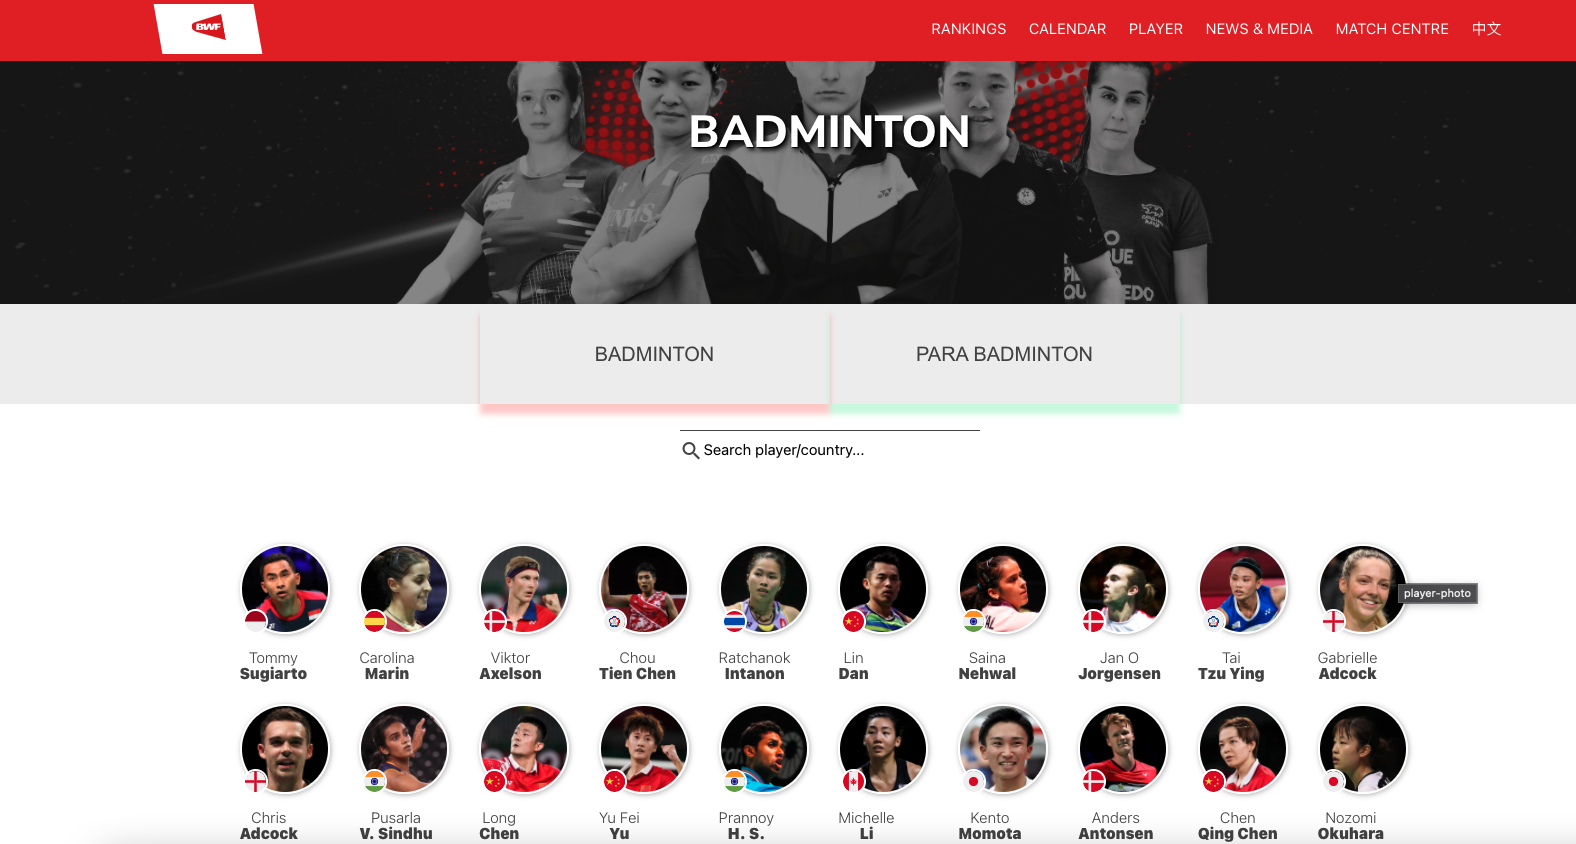 BWF
RANKINGS CALENDAR PLAYER NEWS & MEDIA MATCH CENTRE 中文
BADMINTON
BADMINTON PARA BADMINTON
Search player/country...
player-photo
Tommy Carolina Viktor Chou Ratchanok Lin Saina Jan O Tai Gabrielle
Sugiarto Marin Axelson Tien Chen Intanon Dan Nehwal Jorgensen Tzu Ying Adcock
Chris Pusarla Long Yu Fei Prannoy Michelle Kento Anders Chen Nozomi
Adcock V. Sindhu Chen Yu H. S. Li Momota Antonsen Qing Chen Okuhara